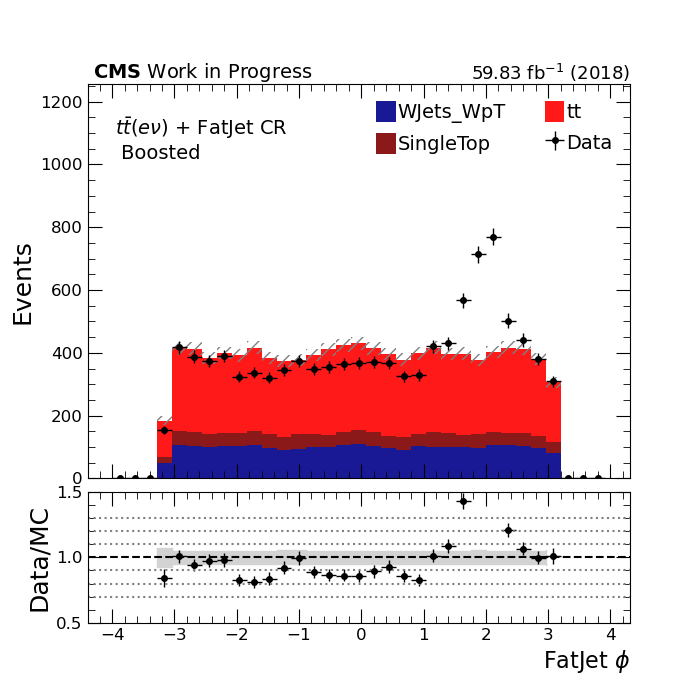 CMS Work in Progress 59.83 fb⁻¹ (2018)
tt̄(eν) + FatJet CR
Boosted
WJets_WpT tt
SingleTop Data
Events
1200
1000
800
600
400
200
0
Data/MC
1.5
1.0
0.5
−4 −3 −2 −1 0 1 2 3 4
FatJet ϕ